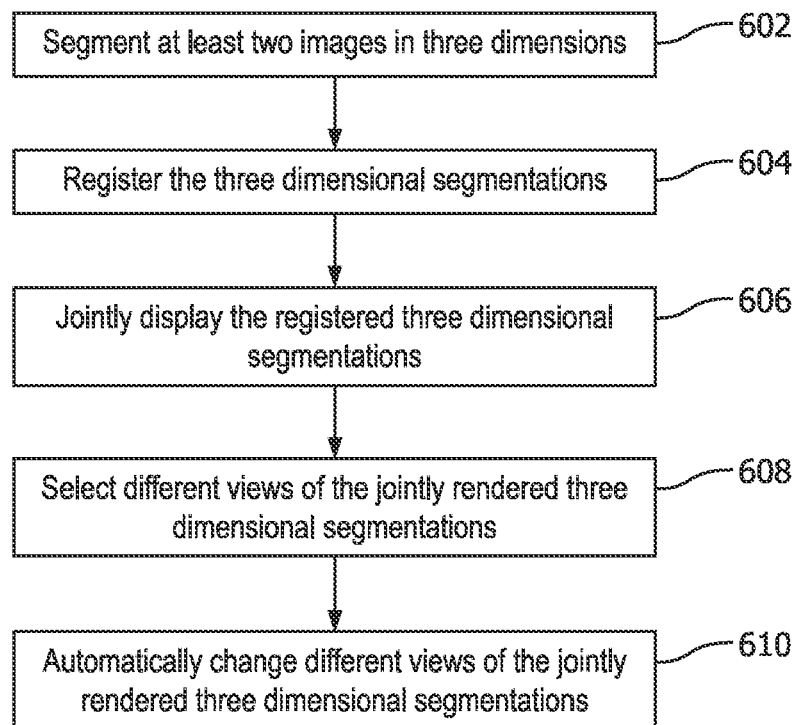 Segment at least two images in three dimensions
602
Register the three dimensional segmentations
604
Jointly display the registered three dimensional
segmentations
606
Select different views of the jointly rendered three
dimensional segmentations
608
Automatically change different views of the jointly
rendered three dimensional segmentations
610